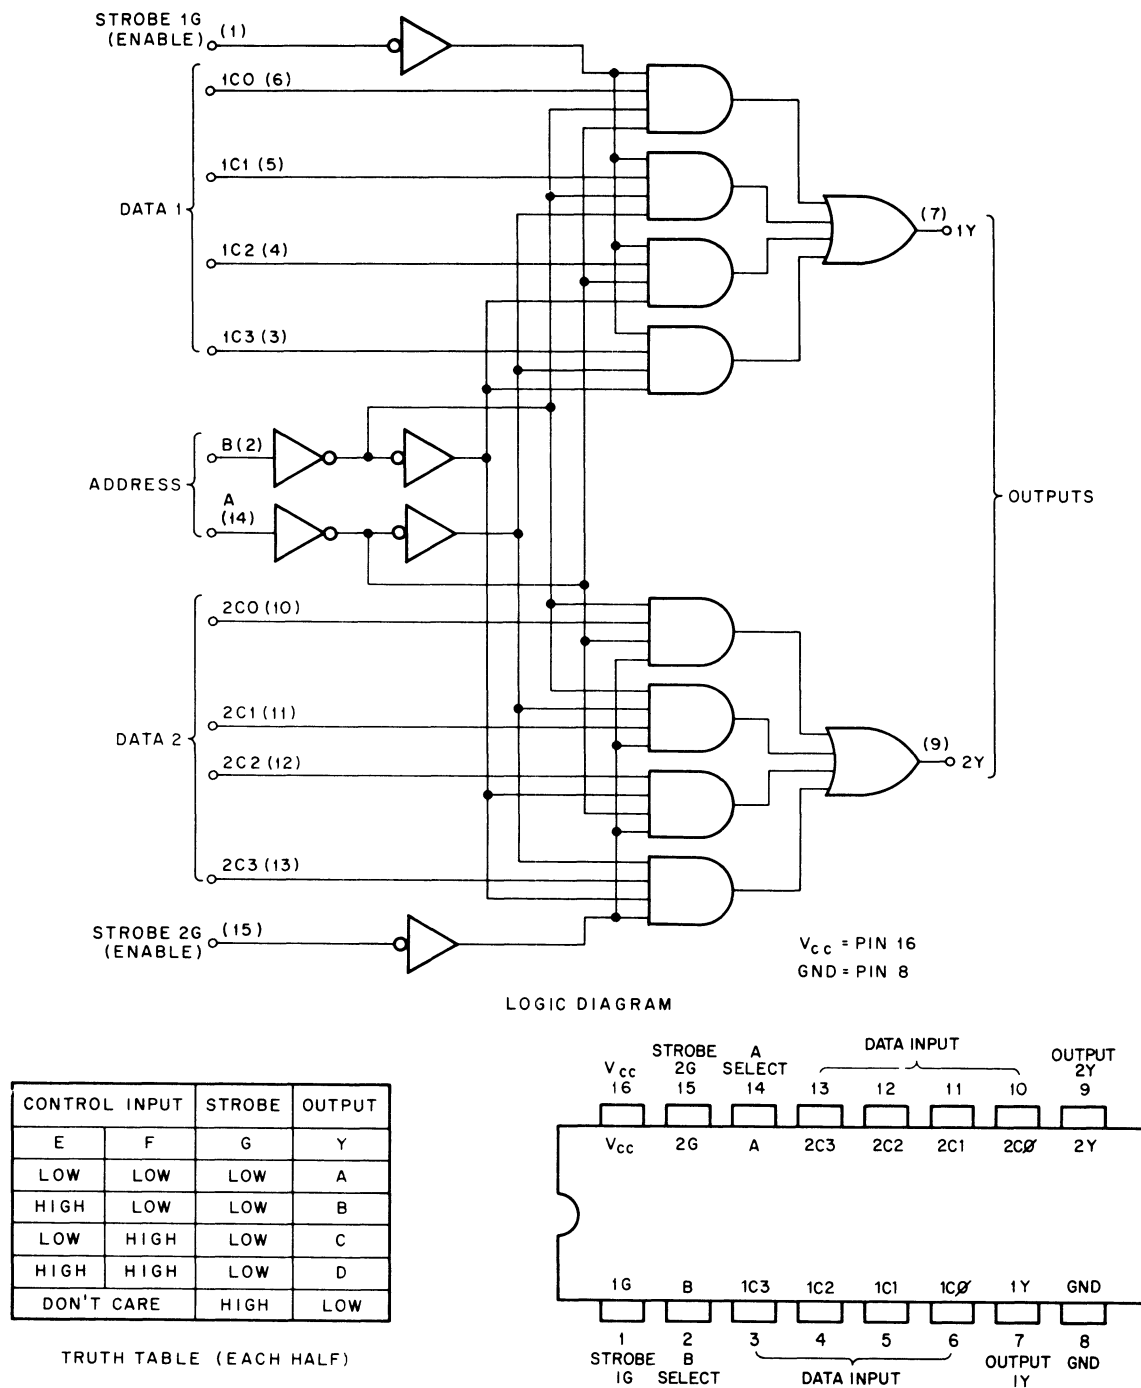 STROBE 1G
(ENABLE)
(1)
1C0 (6)
1C1 (5)
DATA 1
1C2 (4)
1C3 (3)
(7)
1Y
B(2)
ADDRESS
A
(14)
OUTPUTS
2C0 (10)
2C1 (11)
DATA 2
2C2 (12)
2C3 (13)
(9)
2Y
STROBE 2G
(ENABLE)
(15)
VCC = PIN 16
GND = PIN 8
LOGIC DIAGRAM
CONTROL INPUT STROBE OUTPUT
E F G Y
LOW LOW LOW A
HIGH LOW LOW B
LOW HIGH LOW C
HIGH HIGH LOW D
DON'T CARE HIGH LOW
TRUTH TABLE (EACH HALF)
DATA INPUT
VCC STROBE 2G A SELECT OUTPUT 2Y
16 15 14 13 12 11 10 9
VCC 2G A 2C3 2C2 2C1 2CØ 2Y
1G B 1C3 1C2 1C1 1CØ 1Y GND
1 2 3 4 5 6 7 8
STROBE 1G B SELECT DATA INPUT OUTPUT 1Y GND